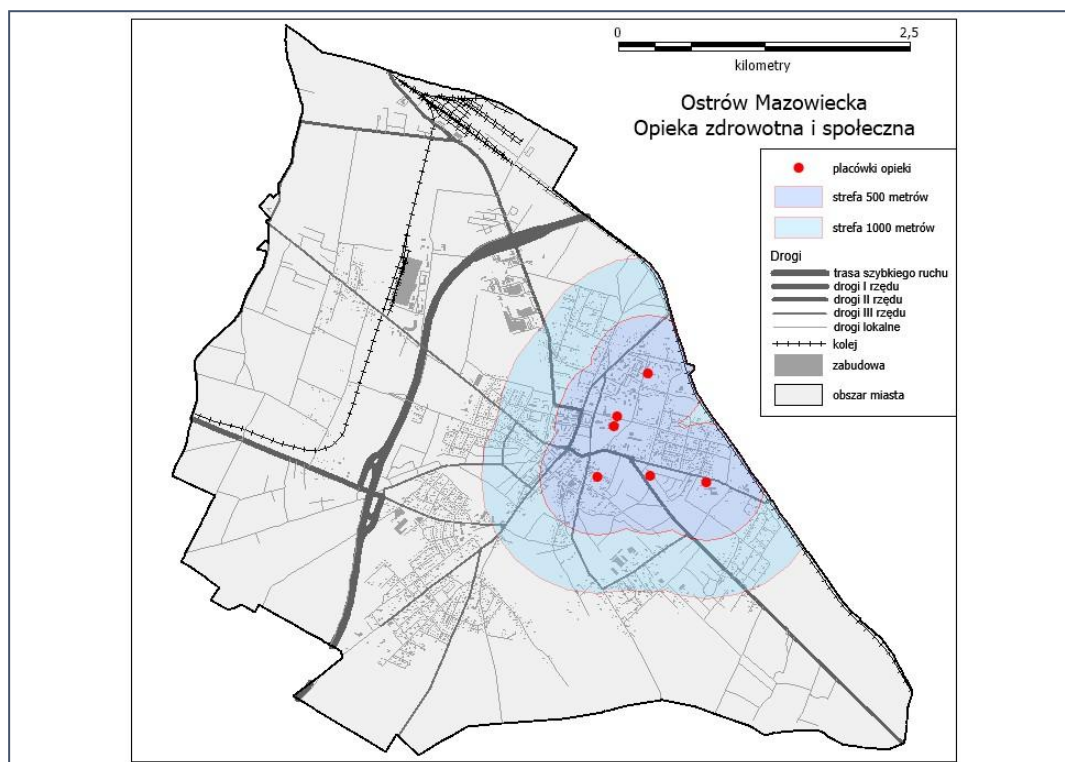 0 2,5
kilometry
Ostrów Mazowiecka
Opieka zdrowotna i społeczna
placówki opieki
strefa 500 metrów
strefa 1000 metrów
Drogi
trasa szybkiego ruchu
drogi I rzędu
drogi II rzędu
drogi III rzędu
drogi lokalne
kolej
zabudowa
obszar miasta